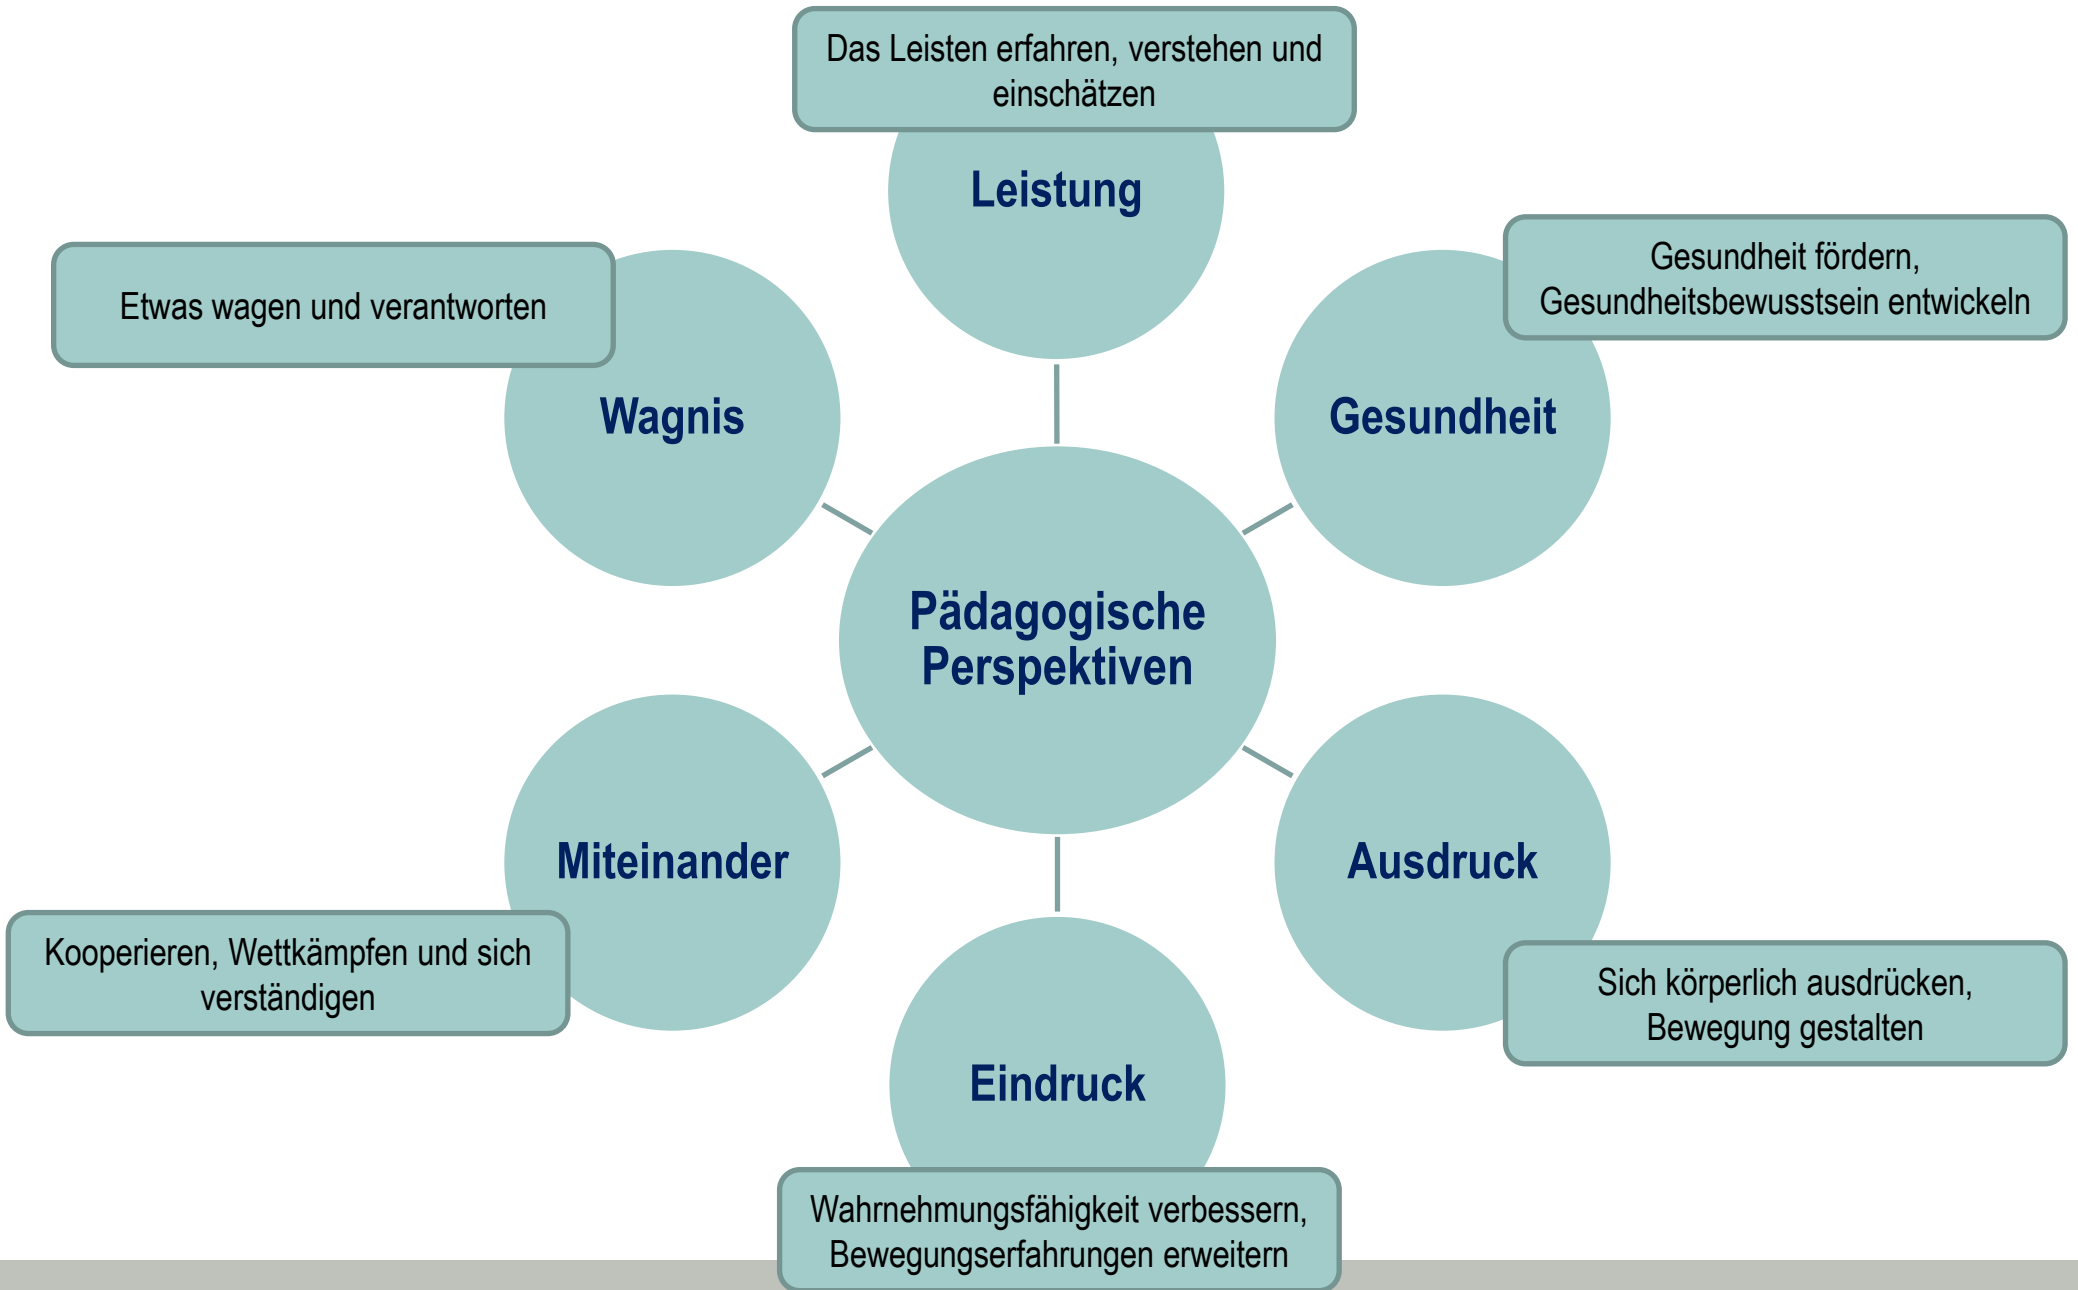 Das Leisten erfahren, verstehen und
einschätzen
Leistung
Etwas wagen und verantworten
Wagnis
Gesundheit fördern,
Gesundheitsbewusstsein entwickeln
Gesundheit
Pädagogische
Perspektiven
Miteinander
Kooperieren, Wettkämpfen und sich
verständigen
Ausdruck
Sich körperlich ausdrücken,
Bewegung gestalten
Eindruck
Wahrnehmungsfähigkeit verbessern,
Bewegungserfahrungen erweitern